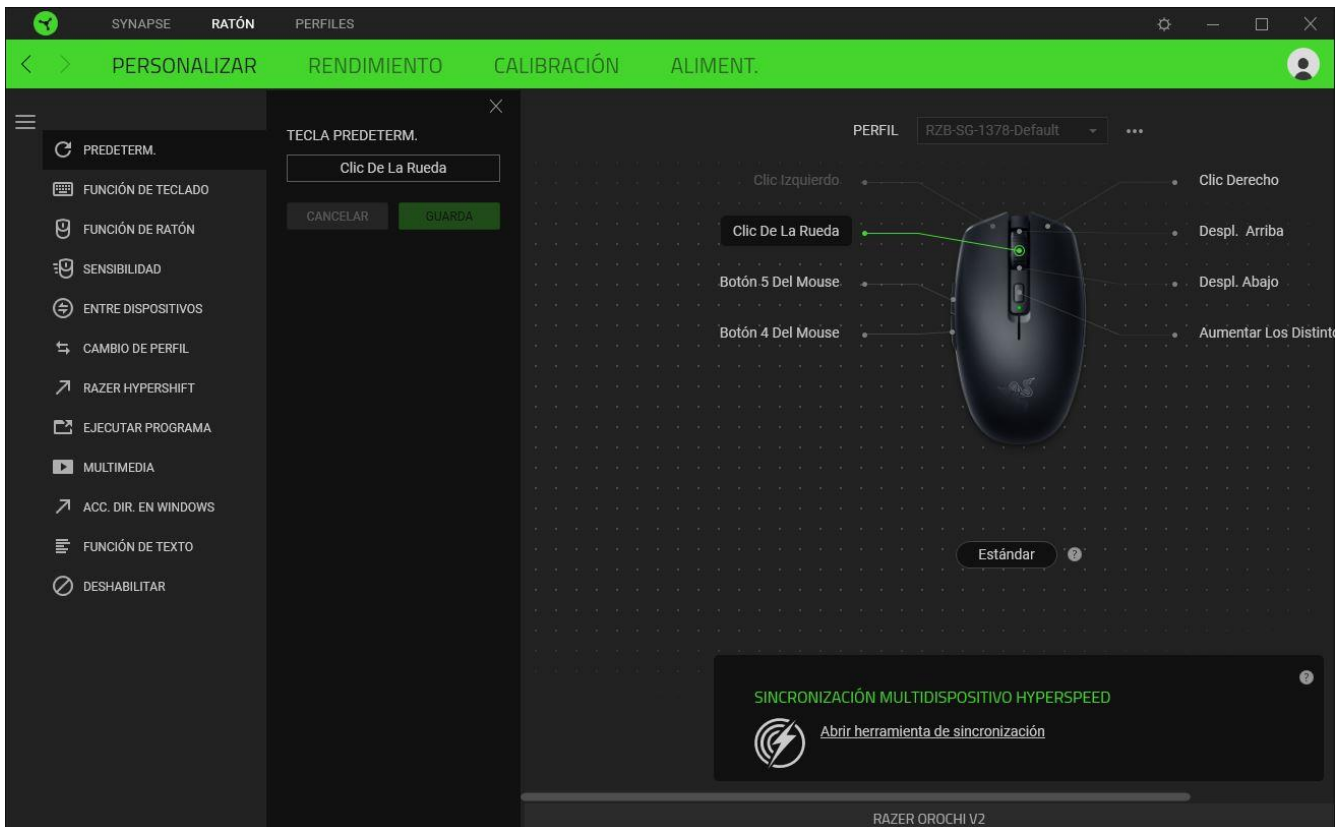 SYNAPSE RATÓN PERFILES
PERSONALIZAR RENDIMIENTO CALIBRACIÓN ALIMENT.
PREDETERM.
FUNCIÓN DE TECLADO
FUNCIÓN DE RATÓN
SENSIBILIDAD
ENTRE DISPOSITIVOS
CAMBIO DE PERFIL
RAZER HYPERSHIFT
EJECUTAR PROGRAMA
MULTIMEDIA
ACC. DIR. EN WINDOWS
FUNCIÓN DE TEXTO
DESHABILITAR
TECLA PREDETERM.
Clic De La Rueda
CANCELAR GUARDA
PERFIL RZB-SG-1378-Default
Clic Izquierdo
Clic De La Rueda
Botón 5 Del Mouse
Botón 4 Del Mouse
Clic Derecho
Despl. Arriba
Despl. Abajo
Aumentar Los Distinto
Estándar ?
?
SINCRONIZACIÓN MULTIDISPOSITIVO HYPERSPEED
Abrir herramienta de sincronización
RAZER OROCHI V2